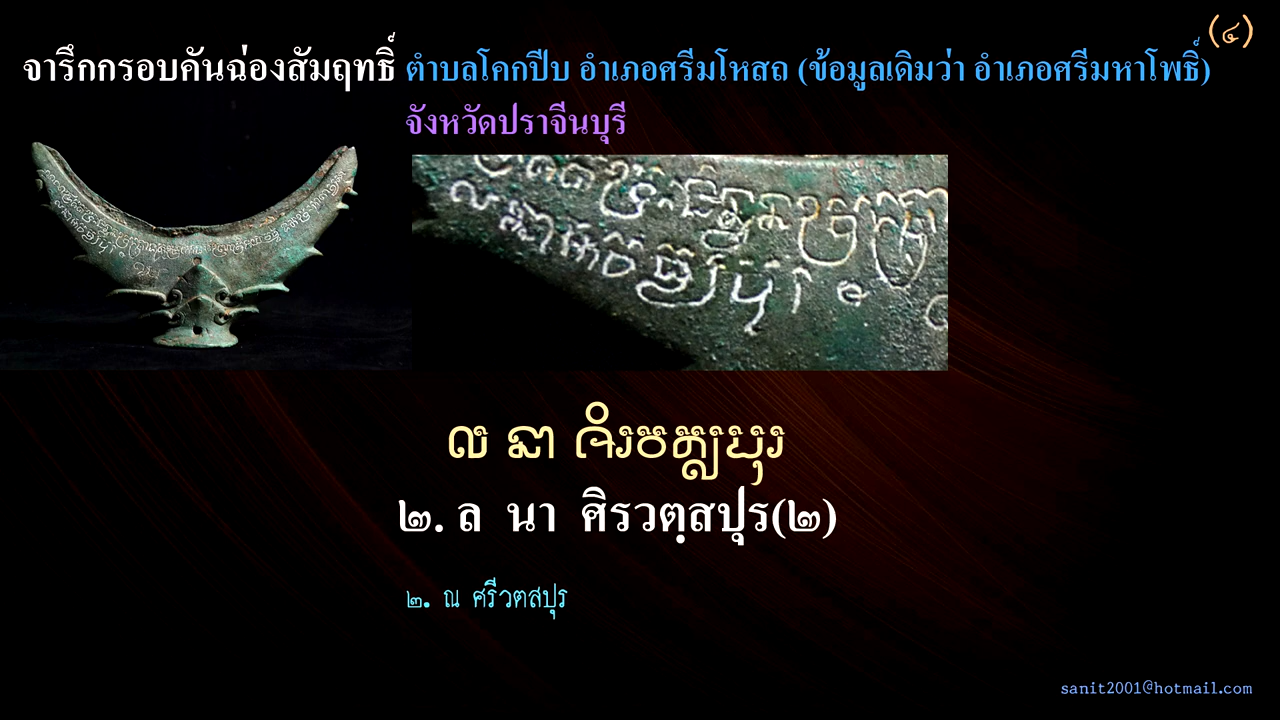 (๔)
จารึกกรอบคันฉ่องสัมฤทธิ์ ตำบลโคกปีบ อำเภอศรีมโหสถ (ข้อมูลเดิมว่า อำเภอศรีมหาโพธิ์)
จังหวัดปราจีนบุรี
๒. ล นา ศิรวตฺสปุร(๒)
๒. ณ ศรีวตสปุร
sanit2001@hotmail.com